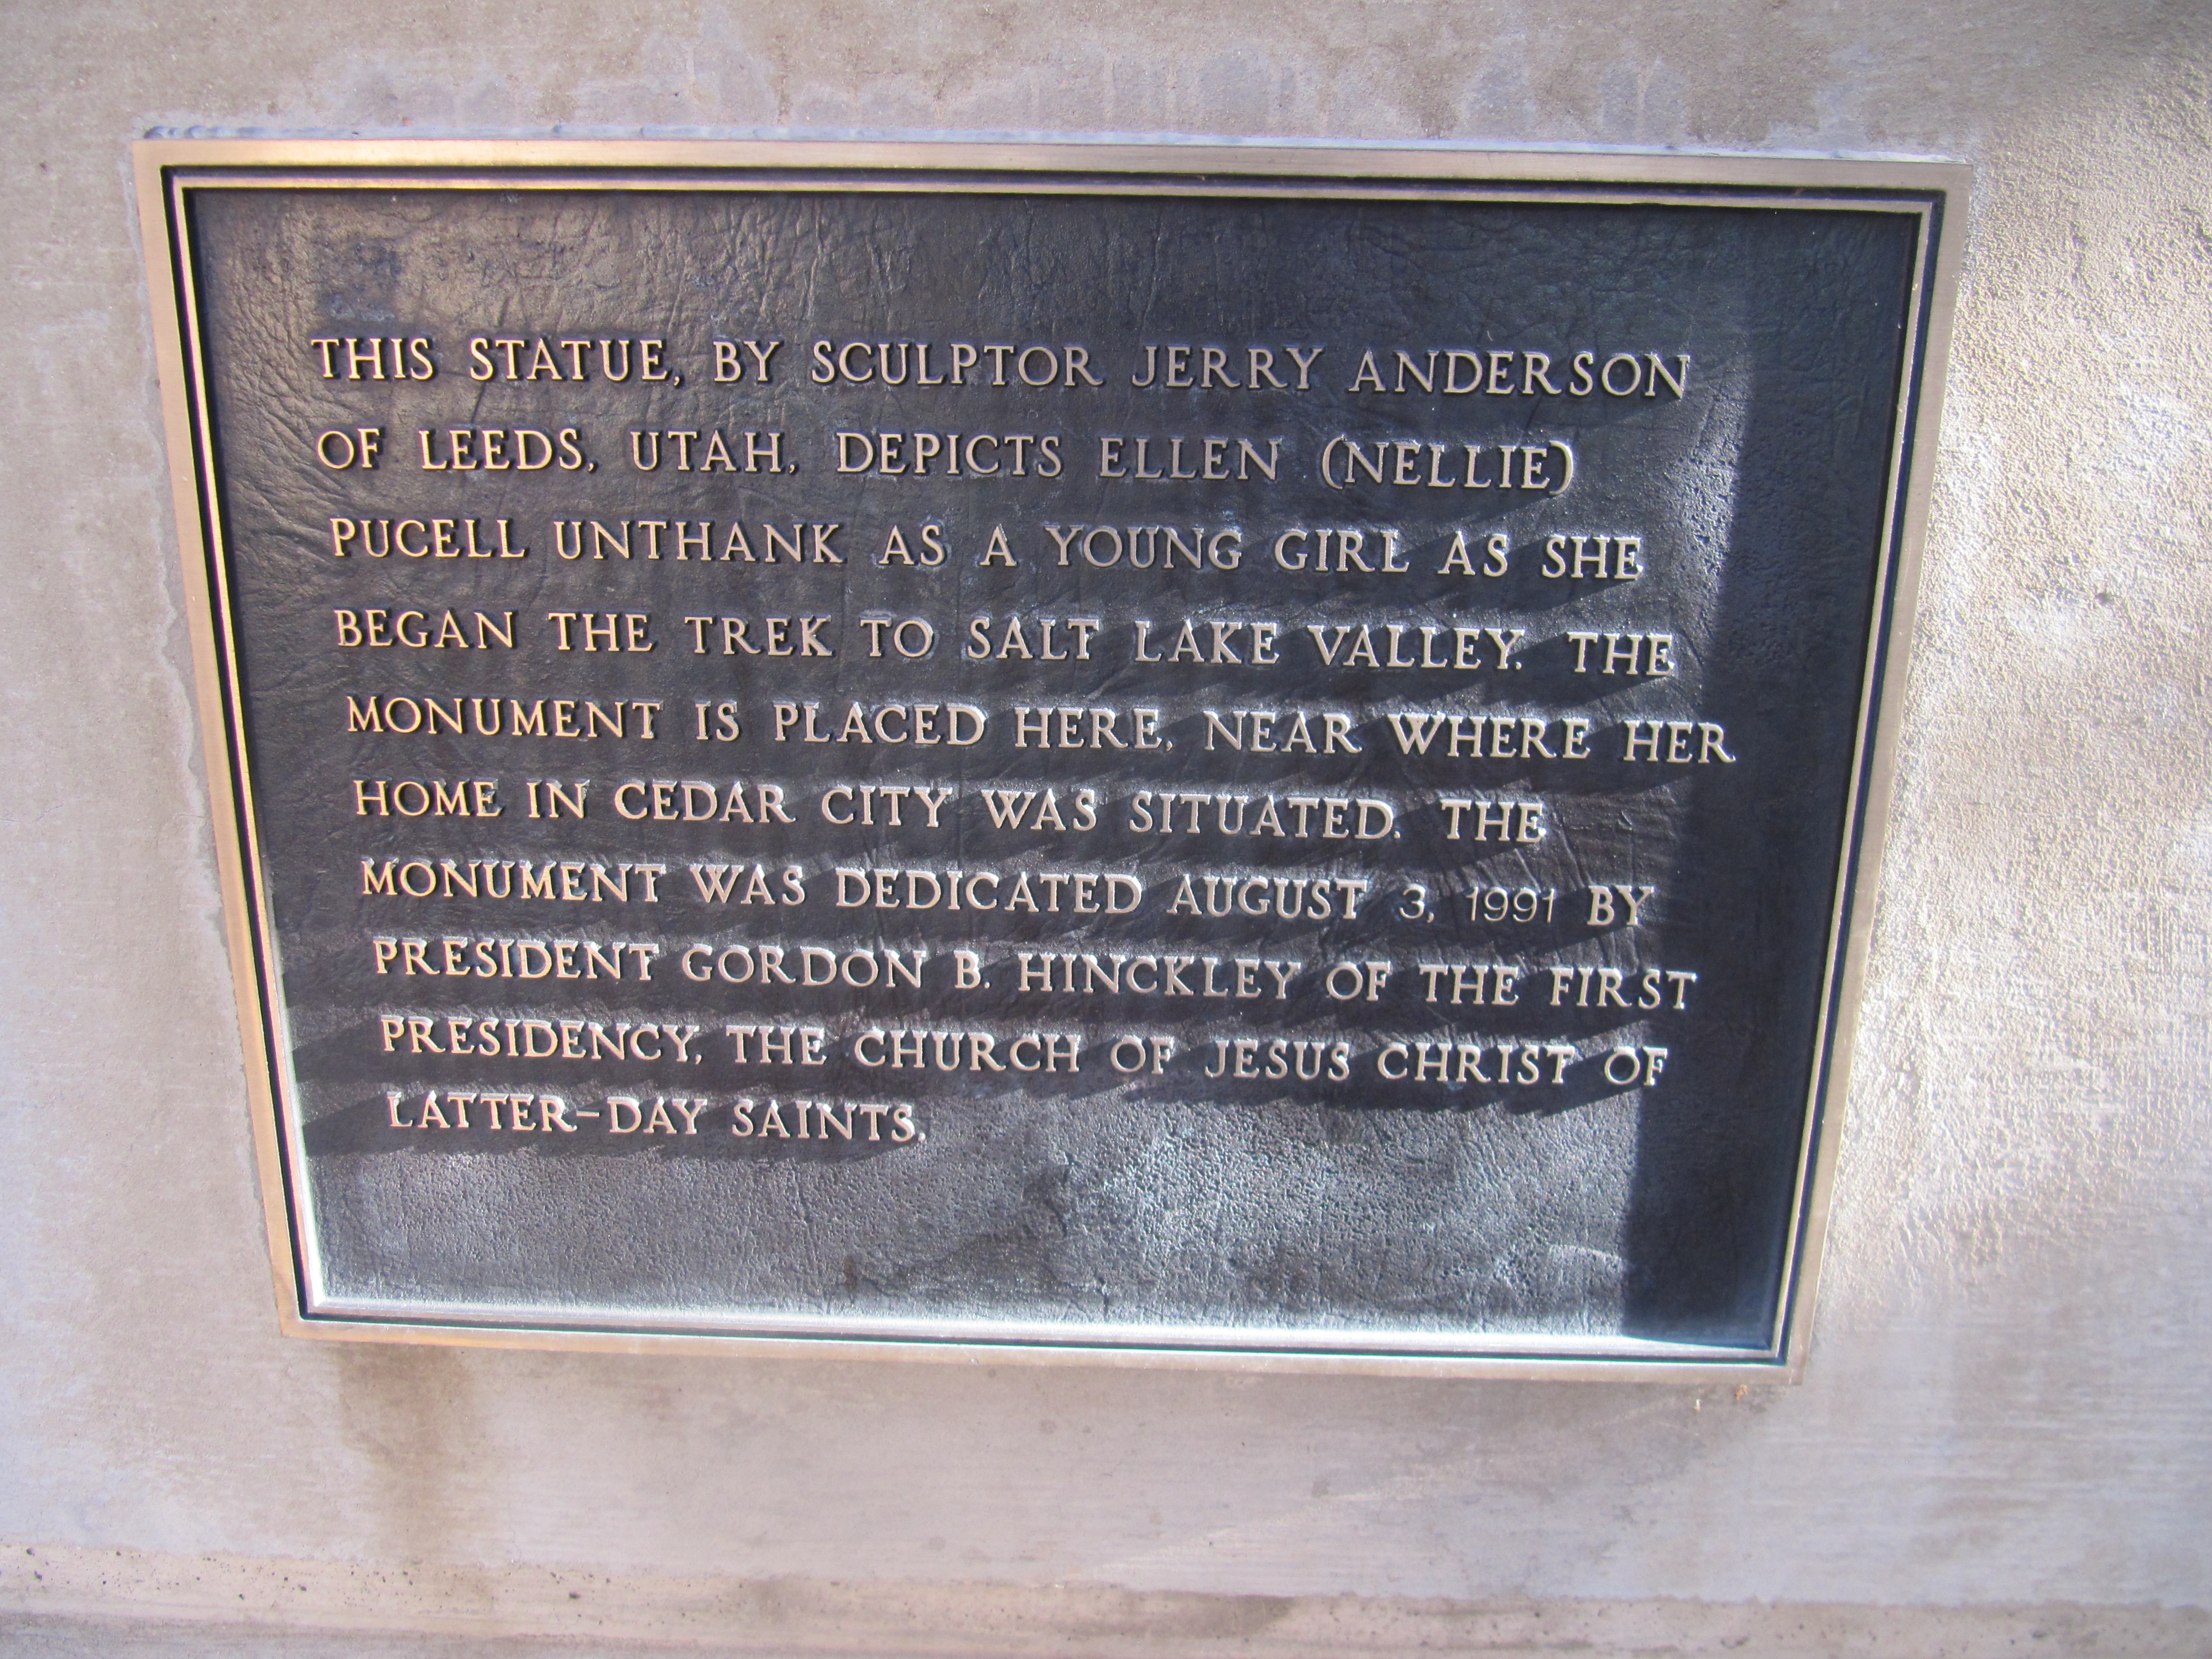 THIS STATUE, BY SCULPTOR JERRY ANDERSON
OF LEEDS, UTAH, DEPICTS ELLEN (NELLIE)
PUCELL UNTHANK AS A YOUNG GIRL AS SHE
BEGAN THE TREK TO SALT LAKE VALLEY. THE
MONUMENT IS PLACED HERE, NEAR WHERE HER
HOME IN CEDAR CITY WAS SITUATED. THE
MONUMENT WAS DEDICATED AUGUST 3, 1991 BY
PRESIDENT GORDON B. HINCKLEY OF THE FIRST
PRESIDENCY, THE CHURCH OF JESUS CHRIST OF
LATTER-DAY SAINTS.